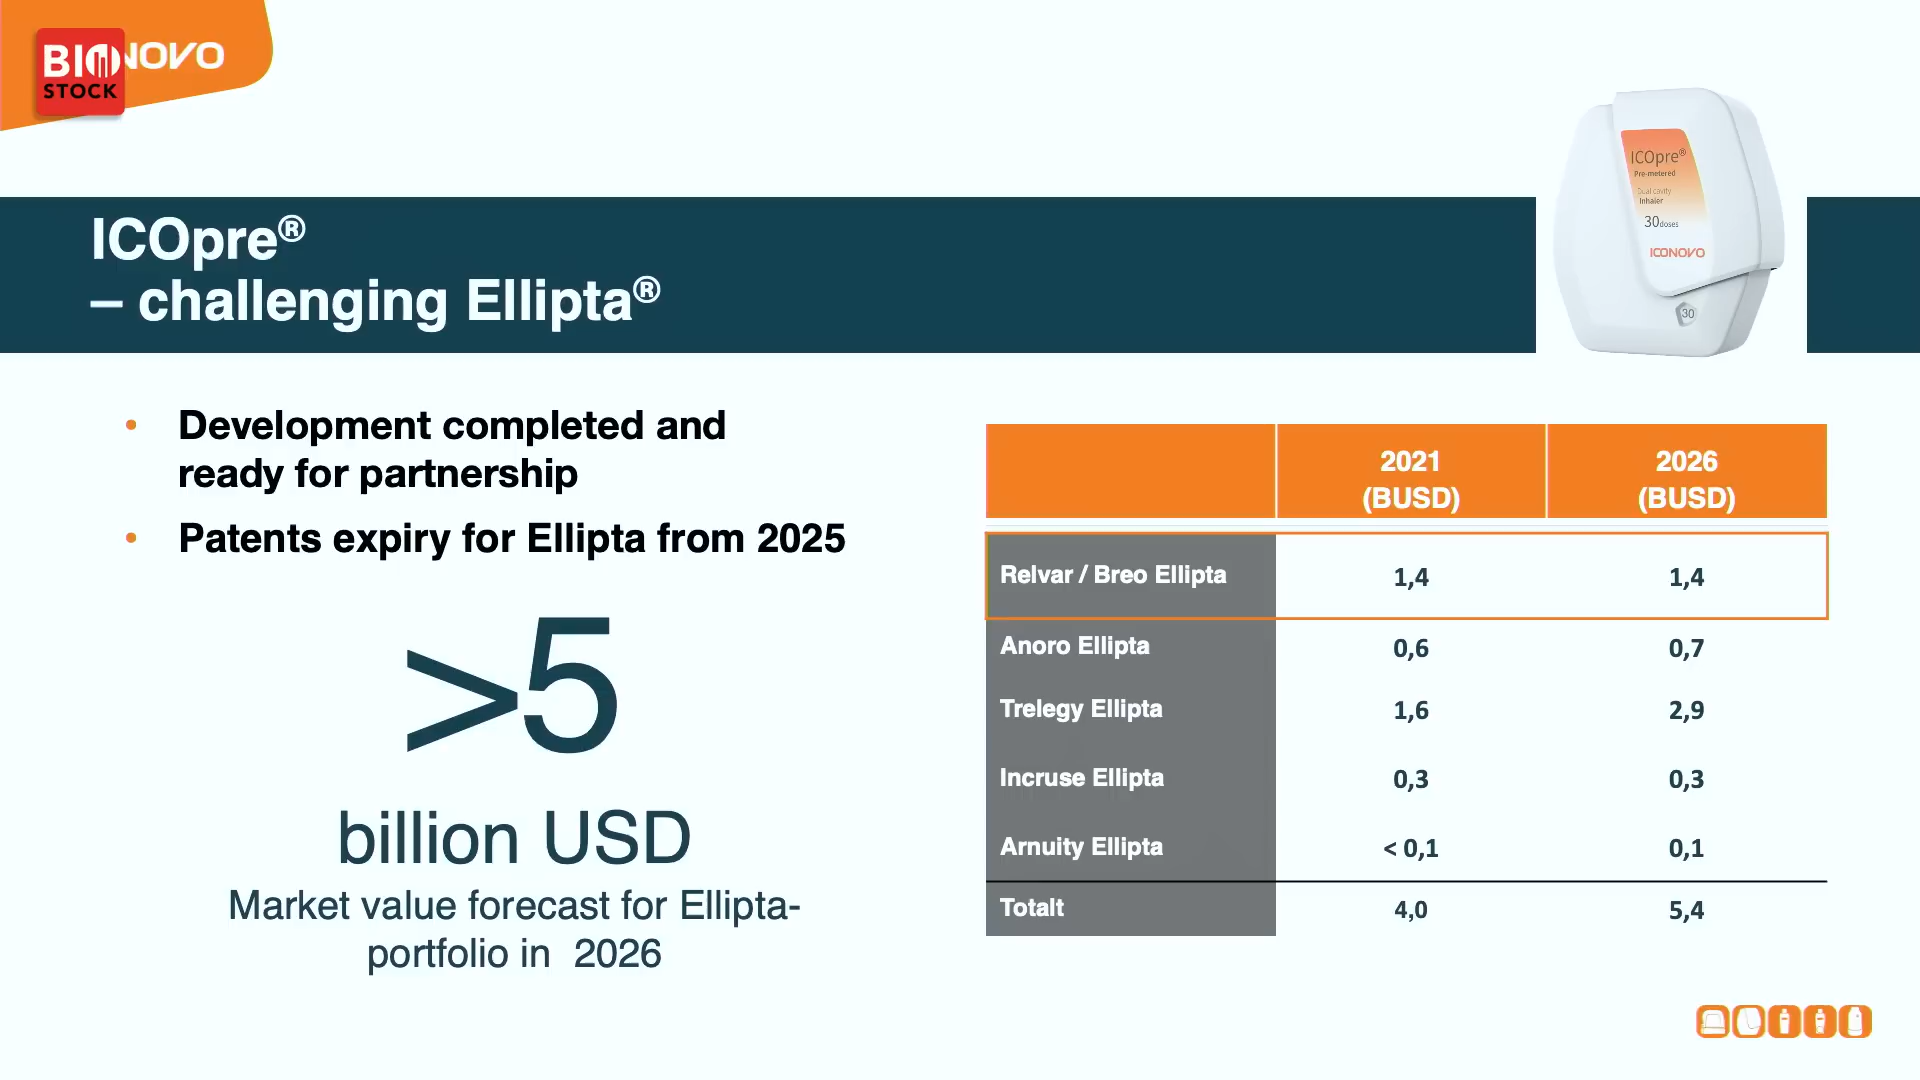 BIO
STOCK
NOVO
ICOpre®
Pre-metered
Dual cavity
Inhaler
30doses
ICONOVO
30
ICOpre®
– challenging Ellipta®
• Development completed and
ready for partnership
• Patents expiry for Ellipta from 2025
>5
billion USD
Market value forecast for Ellipta-
portfolio in 2026
2021 2026
(BUSD) (BUSD)
Relvar / Breo Ellipta 1,4 1,4
Anoro Ellipta 0,6 0,7
Trelegy Ellipta 1,6 2,9
Incruse Ellipta 0,3 0,3
Arnuity Ellipta < 0,1 0,1
Totalt 4,0 5,4